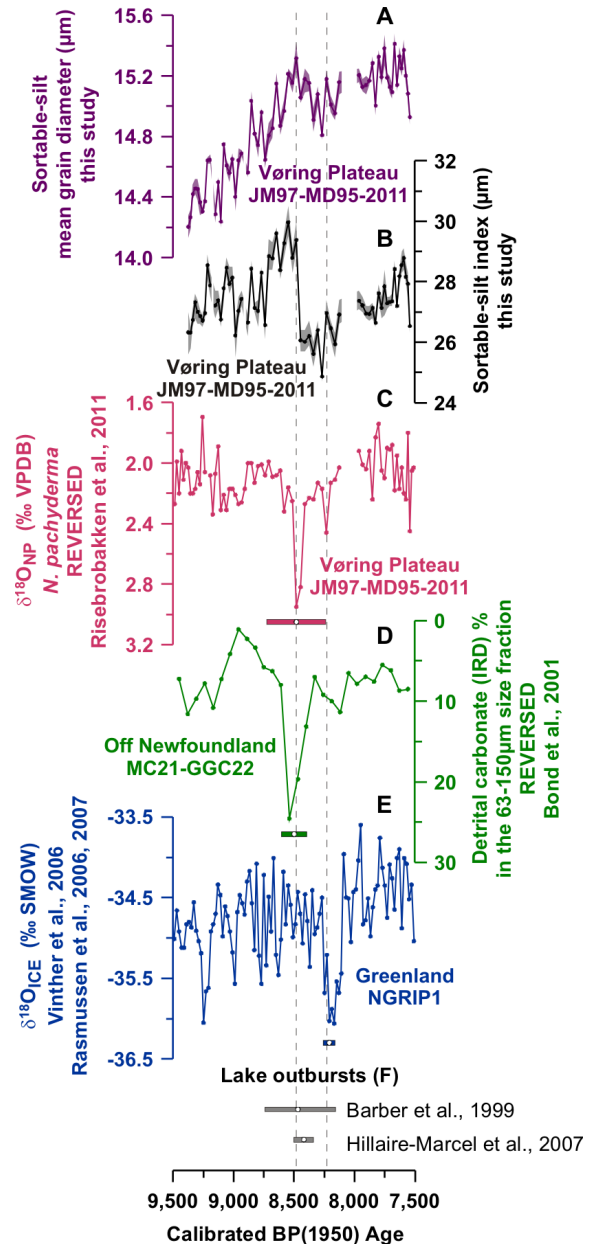 A
15.6
15.2
14.8
14.4
14.0
Sortable-silt
mean grain diameter (µm)
this study
Vøring Plateau
JM97-MD95-2011
B
32
30
28
26
24
Sortable-silt index (µm)
this study
Vøring Plateau
JM97-MD95-2011
C
1.6
2.0
2.4
2.8
3.2
δ18ONP (‰ VPDB)
N. pachyderma
REVERSED
Risebrobakken et al., 2011
Vøring Plateau
JM97-MD95-2011
D
0
10
20
30
Detrital carbonate (IRD) %
in the 63-150µm size fraction
REVERSED
Bond et al., 2001
Off Newfoundland
MC21-GGC22
E
-33.5
-34.5
-35.5
-36.5
δ18OICE (‰ SMOW)
Vinther et al., 2006
Rasmussen et al., 2006, 2007
Greenland
NGRIP1
Lake outbursts (F)
Barber et al., 1999
Hillaire-Marcel et al., 2007
9,500 9,000 8,500 8,000 7,500
Calibrated BP(1950) Age